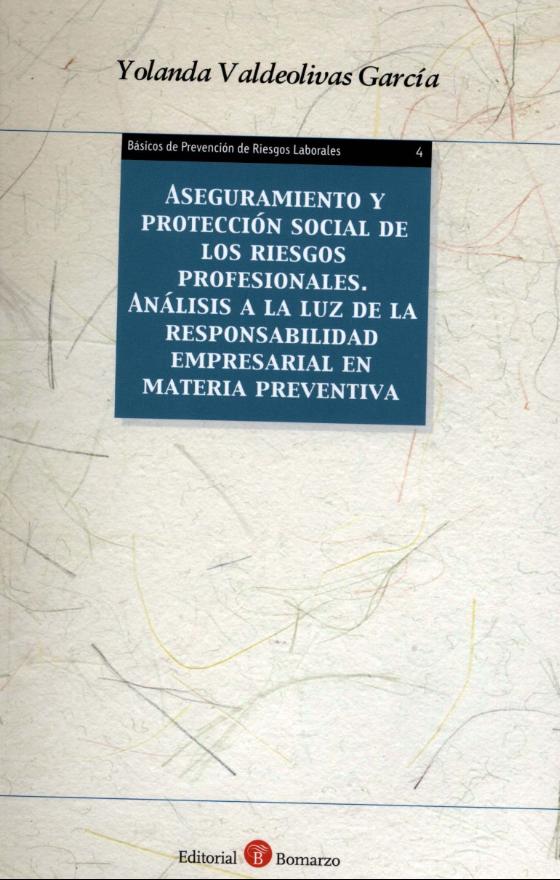 Yolanda Valdeolivas García
Básicos de Prevención de Riesgos Laborales 4
ASEGURAMIENTO Y
PROTECCIÓN SOCIAL DE
LOS RIESGOS
PROFESIONALES.
ANÁLISIS A LA LUZ DE LA
RESPONSABILIDAD
EMPRESARIAL EN
MATERIA PREVENTIVA
Editorial B Bomarzo